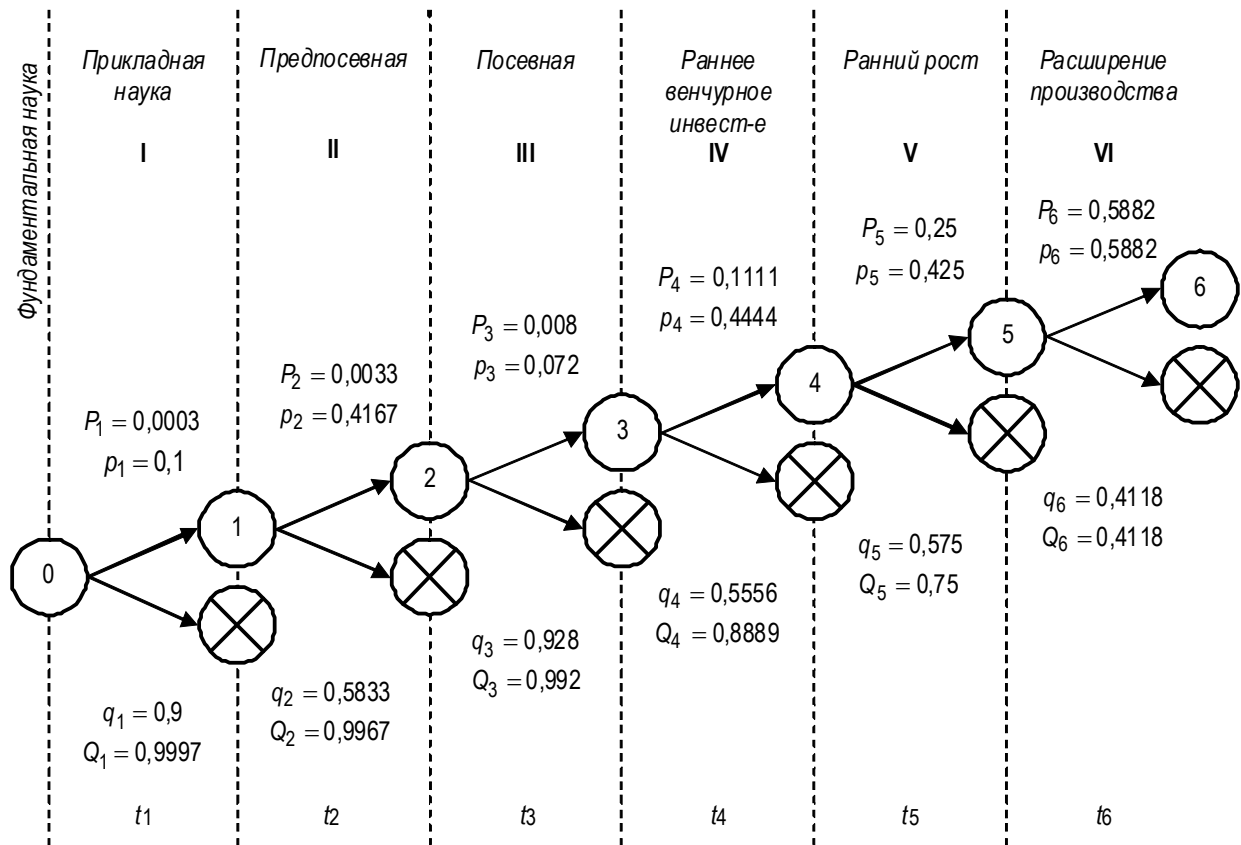 Фундаментальная наука
Прикладная
наука
I
Предпосевная
II
Посевная
III
Раннее
венчурное
инвест-е
IV
Ранний рост
V
Расширение
производства
VI
P1 = 0,0003
p1 = 0,1
P2 = 0,0033
p2 = 0,4167
P3 = 0,008
p3 = 0,072
P4 = 0,1111
p4 = 0,4444
P5 = 0,25
p5 = 0,425
P6 = 0,5882
p6 = 0,5882
0
1
2
3
4
5
6
q1 = 0,9
Q1 = 0,9997
q2 = 0,5833
Q2 = 0,9967
q3 = 0,928
Q3 = 0,992
q4 = 0,5556
Q4 = 0,8889
q5 = 0,575
Q5 = 0,75
q6 = 0,4118
Q6 = 0,4118
t1
t2
t3
t4
t5
t6